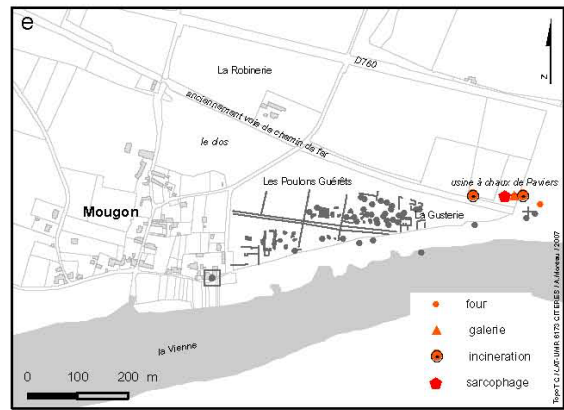 e
La Robinerie
D760
N
anciennement voie de chemin de fer
le clos
usine à chaux de Paviers
Les Poulons Guérêts
Mougon
La Gusterie
four
galerie
incineration
sarcophage
la Vienne
0 100 200 m
TopoTC / LAT-UMR 6173 CITERES / A.Moreau / 2007